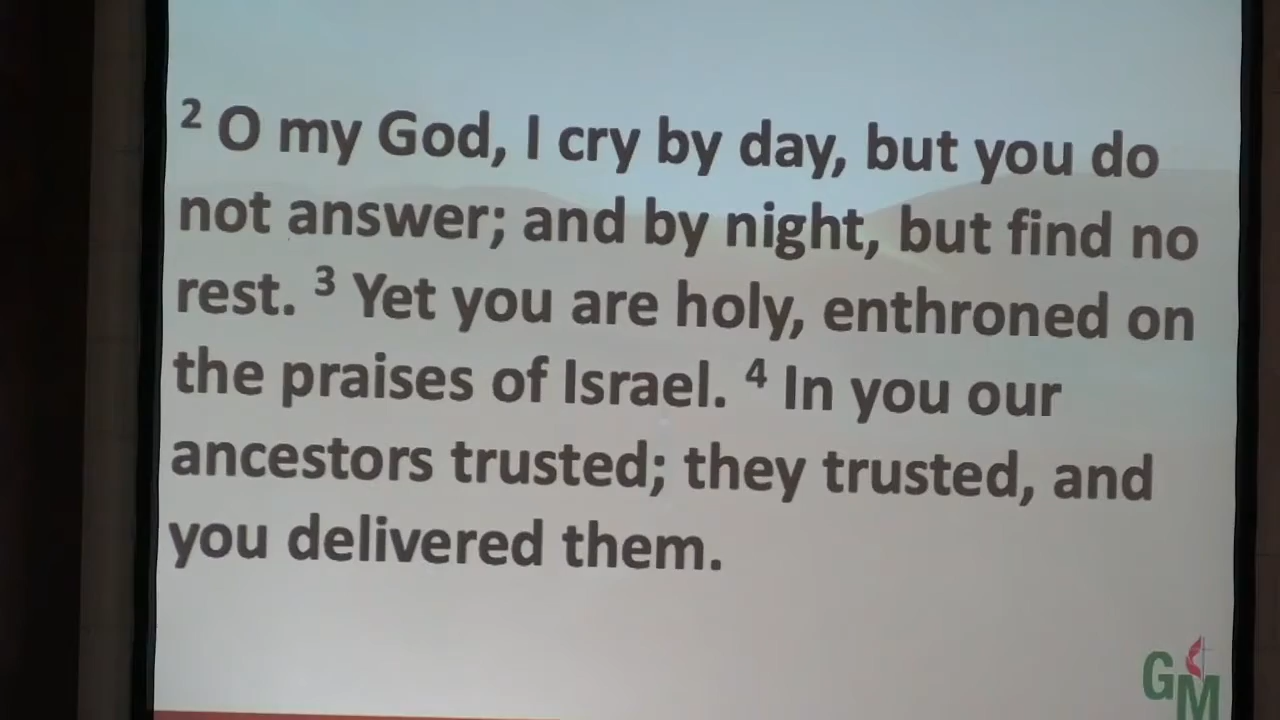 ² O my God, I cry by day, but you do
not answer; and by night, but find no
rest. ³ Yet you are holy, enthroned on
the praises of Israel. ⁴ In you our
ancestors trusted; they trusted, and
you delivered them.
GM